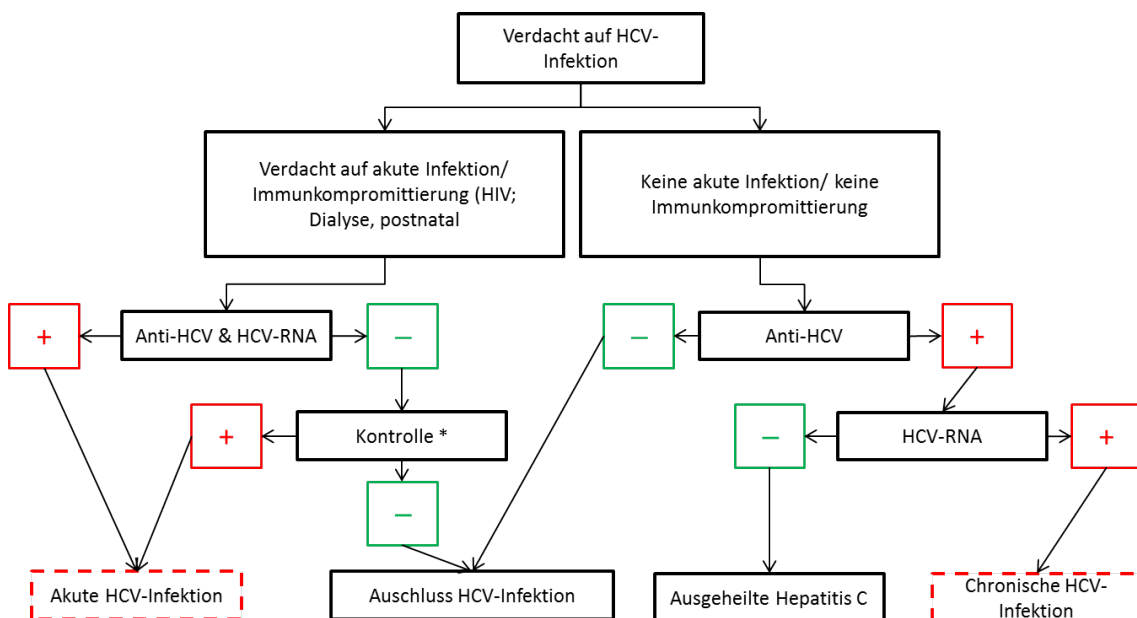 Verdacht auf HCV-
Infektion
Verdacht auf akute Infektion/
Immunkompromittierung (HIV;
Dialyse, postnatal
Keine akute Infektion/ keine
Immunkompromittierung
+
Anti-HCV & HCV-RNA
−
−
Anti-HCV
+
+
Kontrolle *
−
HCV-RNA
+
−
Akute HCV-Infektion
Auschluss HCV-Infektion
Ausgeheilte Hepatitis C
Chronische HCV-
Infektion